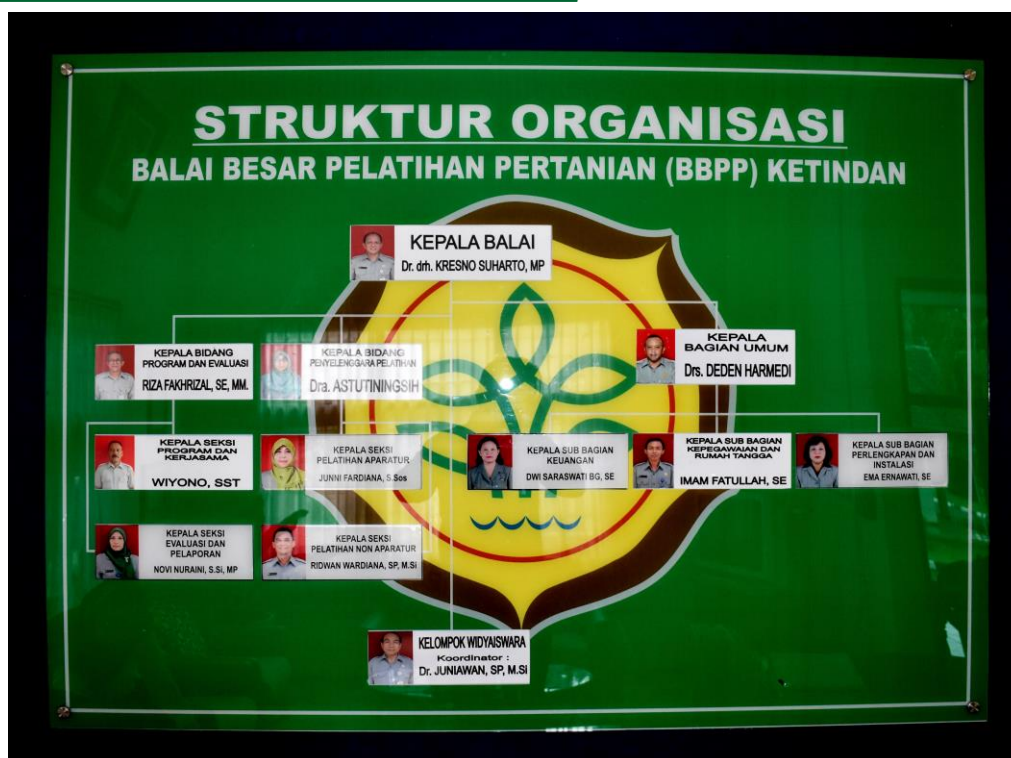 STRUKTUR ORGANISASI
BALAI BESAR PELATIHAN PERTANIAN (BBPP) KETINDAN
KEPALA BALAI
Dr. drh. KRESNO SUHARTO, MP
KEPALA BIDANG
PROGRAM DAN EVALUASI
RIZA FAKHRIZAL, SE, MM.
KEPALA BIDANG
PENYELENGGARA PELATIHAN
Dra. ASTUTININGSIH
KEPALA
BAGIAN UMUM
Drs. DEDEN HARMEDI
KEPALA SEKSI
PROGRAM DAN
KERJASAMA
WIYONO, SST
KEPALA SEKSI
PELATIHAN APARATUR
JUNNI FARDIANA, S.Sos
KEPALA SUB BAGIAN
KEUANGAN
DWI SARASWATI BG, SE
KEPALA SUB BAGIAN
KEPEGAWAIAN DAN
RUMAH TANGGA
IMAM FATULLAH, SE
KEPALA SUB BAGIAN
PERLENGKAPAN DAN
INSTALASI
EMA ERNAWATI, SE
KEPALA SEKSI
EVALUASI DAN
PELAPORAN
NOVI NURAINI, S.Si, MP
KEPALA SEKSI
PELATIHAN NON APARATUR
RIDWAN WARDIANA, SP, M.Si
KELOMPOK WIDYAISWARA
Koordinator :
Dr. JUNIAWAN, SP, M.Si